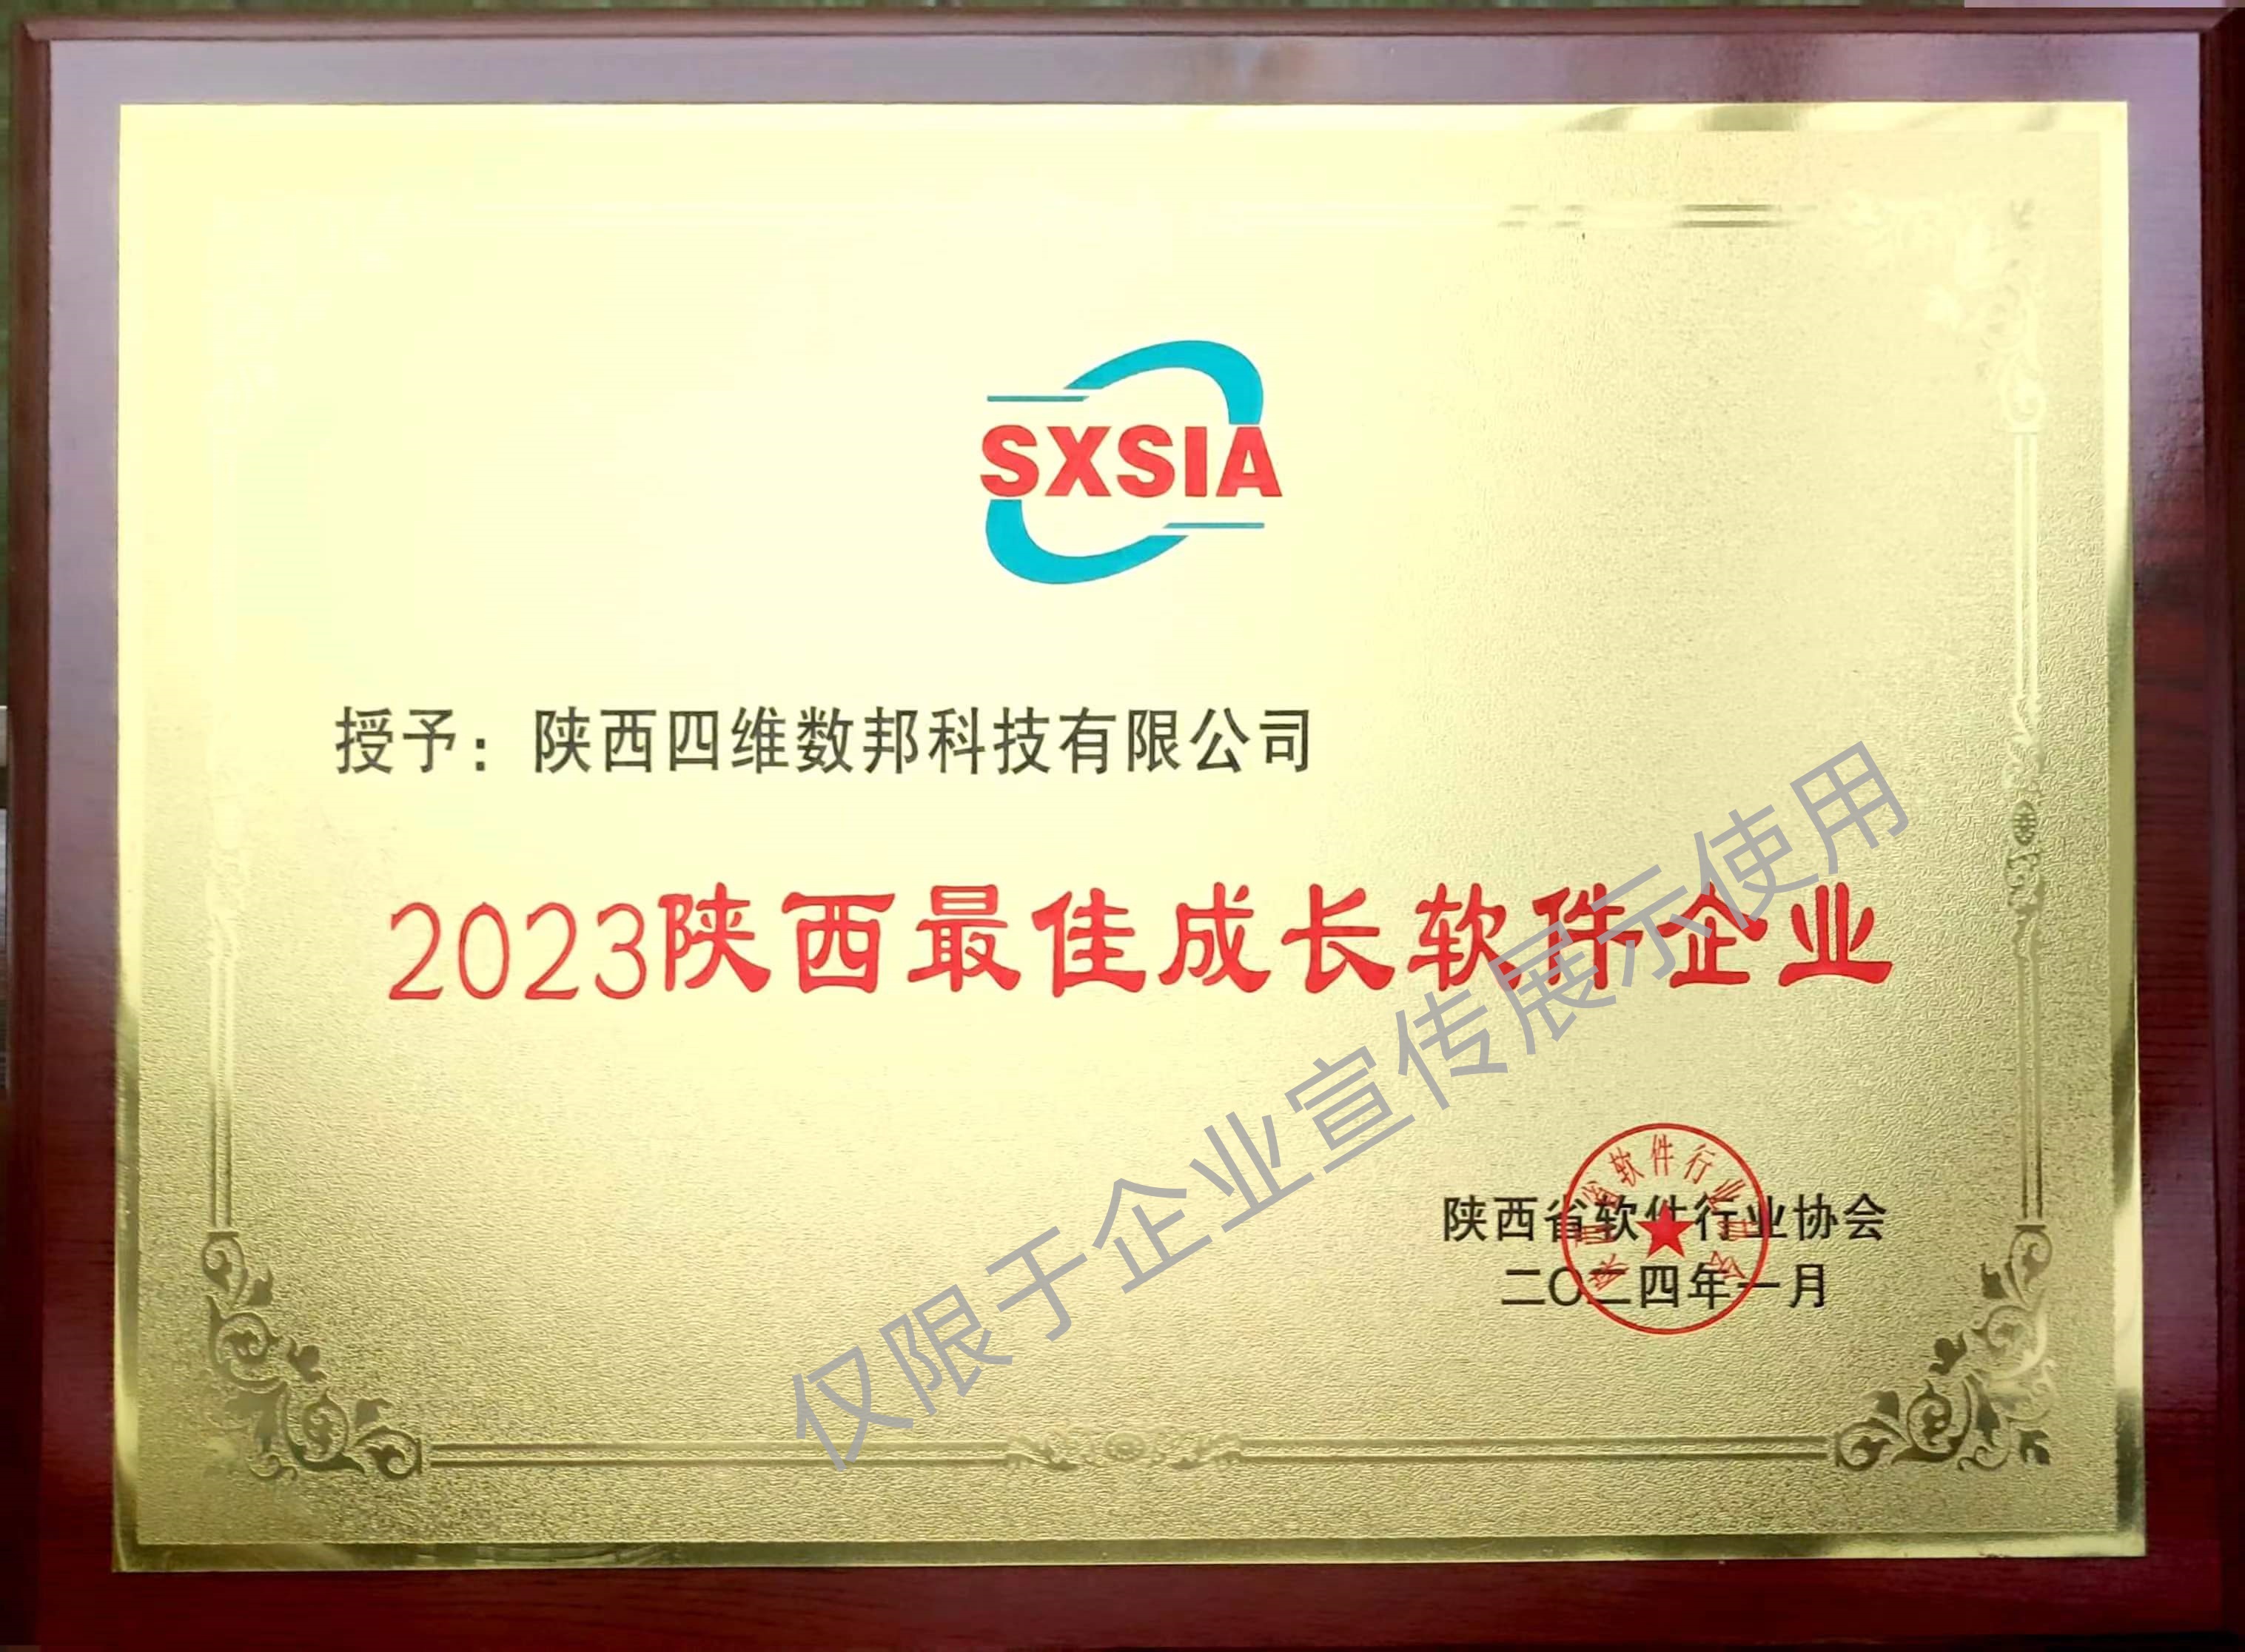 SXSIA
授予：陕西四维数邦科技有限公司
2023陕西最佳成长软件企业
陕西省软件行业协会
二〇二四年一月
仅限于企业宣传展示使用